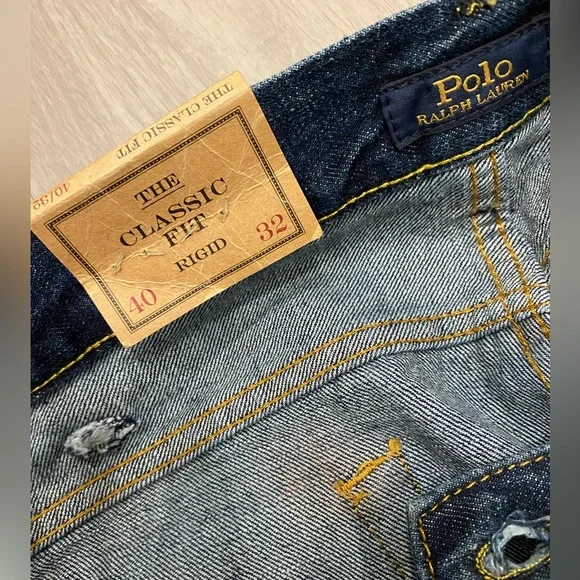 Polo
RALPH LAUREN
THE CLASSIC FIT
40/32
THE
CLASSIC
FIT
RIGID
40
32